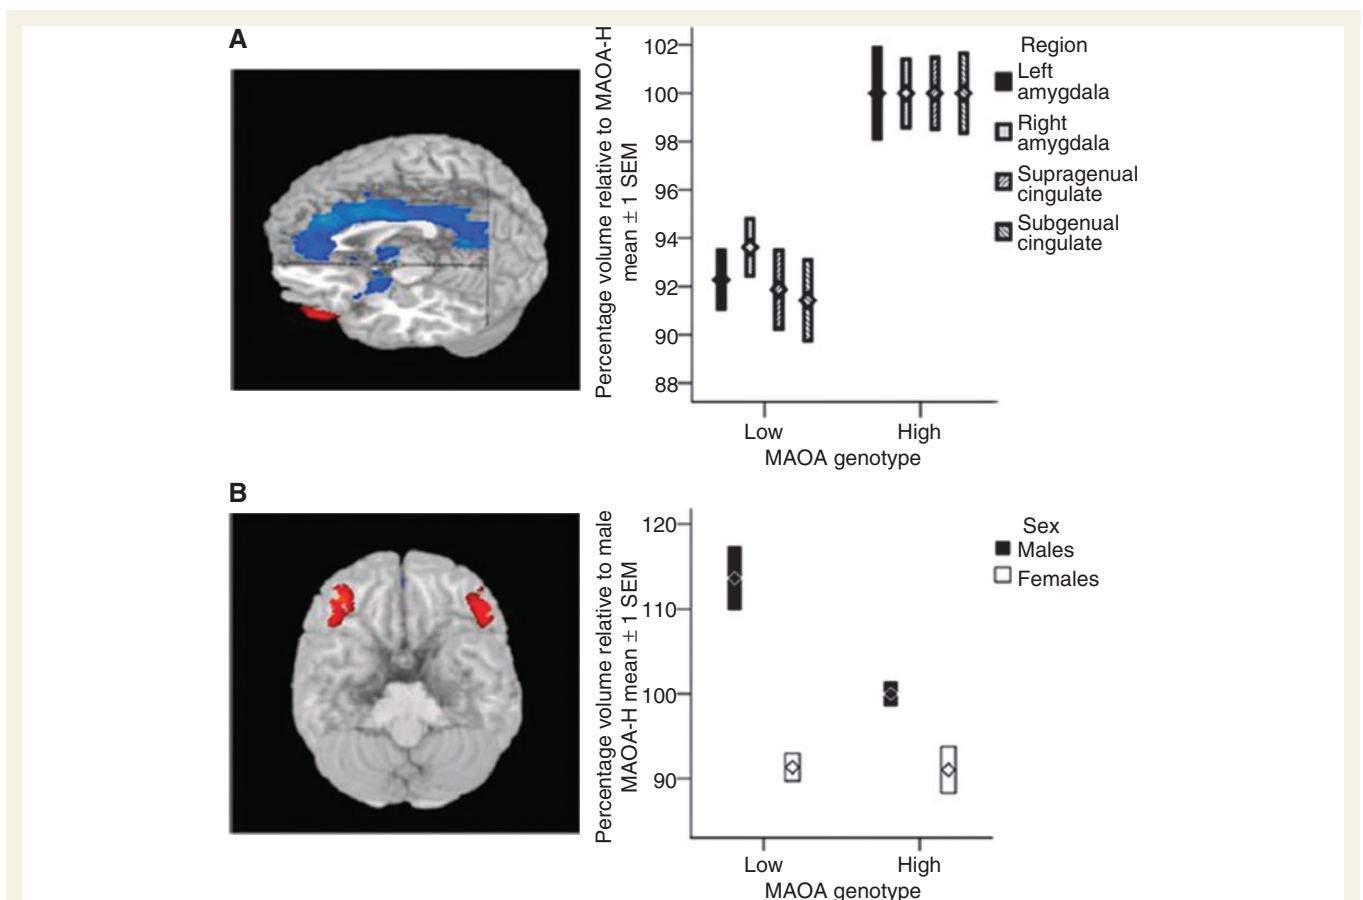 A
Percentage volume relative to MAOA-H
mean ± 1 SEM
102
100
98
96
94
92
90
88
Low
High
MAOA genotype
Region
Left
amygdala
Right
amygdala
Supragenual
cingulate
Subgenual
cingulate
B
Percentage volume relative to male
MAOA-H mean ± 1 SEM
120
110
100
90
Low
High
MAOA genotype
Sex
Males
Females